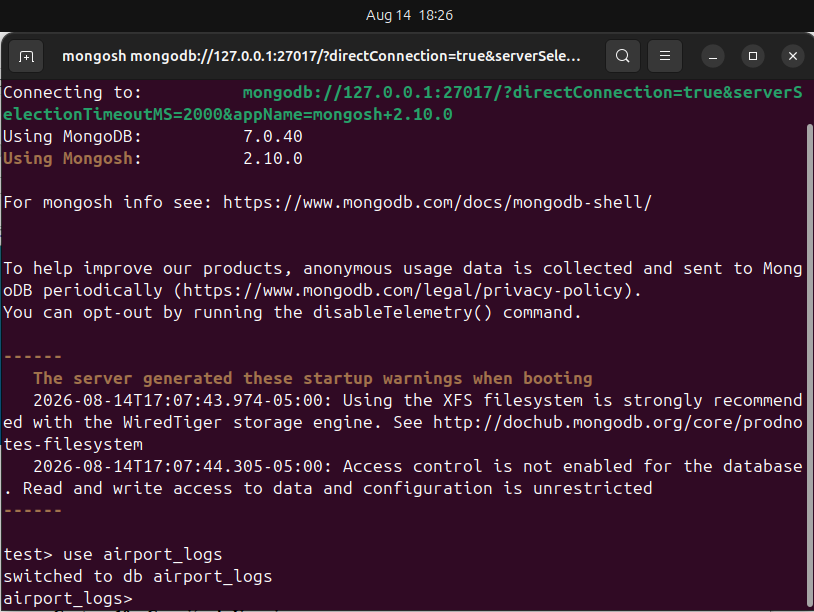 Aug 14 18:26
mongosh mongodb://127.0.0.1:27017/?directConnection=true&serverSele...
Connecting to: mongodb://127.0.0.1:27017/?directConnection=true&serverS
electionTimeoutMS=2000&appName=mongosh+2.10.0
Using MongoDB: 7.0.40
Using Mongosh: 2.10.0
For mongosh info see: https://www.mongodb.com/docs/mongodb-shell/
To help improve our products, anonymous usage data is collected and sent to Mong
oDB periodically (https://www.mongodb.com/legal/privacy-policy).
You can opt-out by running the disableTelemetry() command.
------
The server generated these startup warnings when booting
2026-08-14T17:07:43.974-05:00: Using the XFS filesystem is strongly recommend
ed with the WiredTiger storage engine. See http://dochub.mongodb.org/core/prodno
tes-filesystem
2026-08-14T17:07:44.305-05:00: Access control is not enabled for the database
. Read and write access to data and configuration is unrestricted
------
test> use airport_logs
switched to db airport_logs
airport_logs>